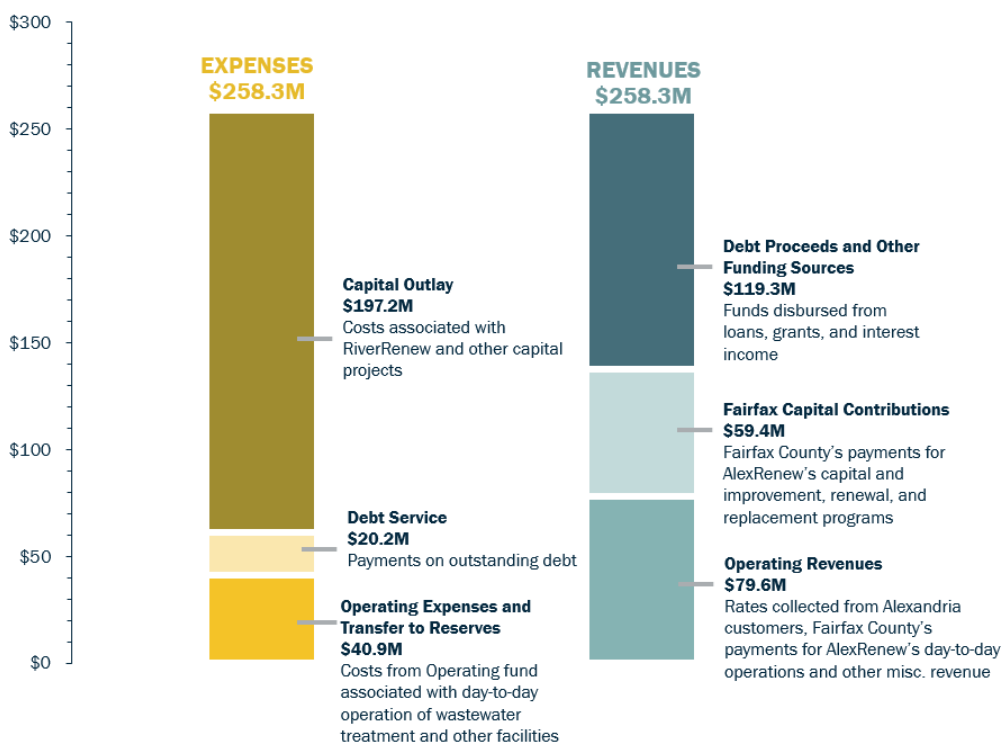 $300
$250
$200
$150
$100
$50
$0
EXPENSES
$258.3M
Capital Outlay
$197.2M
Costs associated with
RiverRenew and other capital
projects
Debt Service
$20.2M
Payments on outstanding debt
Operating Expenses and
Transfer to Reserves
$40.9M
Costs from Operating fund
associated with day-to-day
operation of wastewater
treatment and other facilities
REVENUES
$258.3M
Debt Proceeds and Other
Funding Sources
$119.3M
Funds disbursed from
loans, grants, and interest
income
Fairfax Capital Contributions
$59.4M
Fairfax County's payments for
AlexRenew's capital and
improvement, renewal, and
replacement programs
Operating Revenues
$79.6M
Rates collected from Alexandria
customers, Fairfax County's
payments for AlexRenew's day-to-day
operations and other misc. revenue